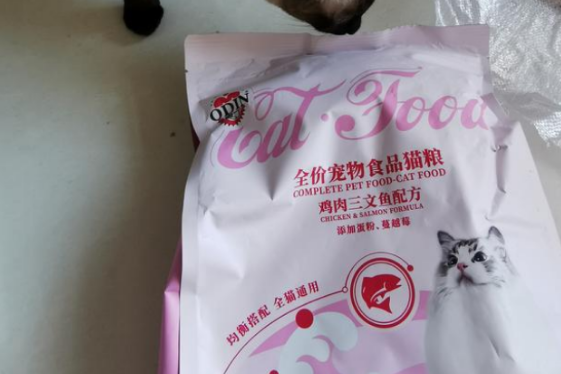 ODIN
Cat·Food
全价宠物食品猫粮
COMPLETE PET FOOD-CAT FOOD
鸡肉三文鱼配方
CHICKEN & SALMON FORMULA
添加蛋粉、蔓越莓
均衡搭配 全猫通用